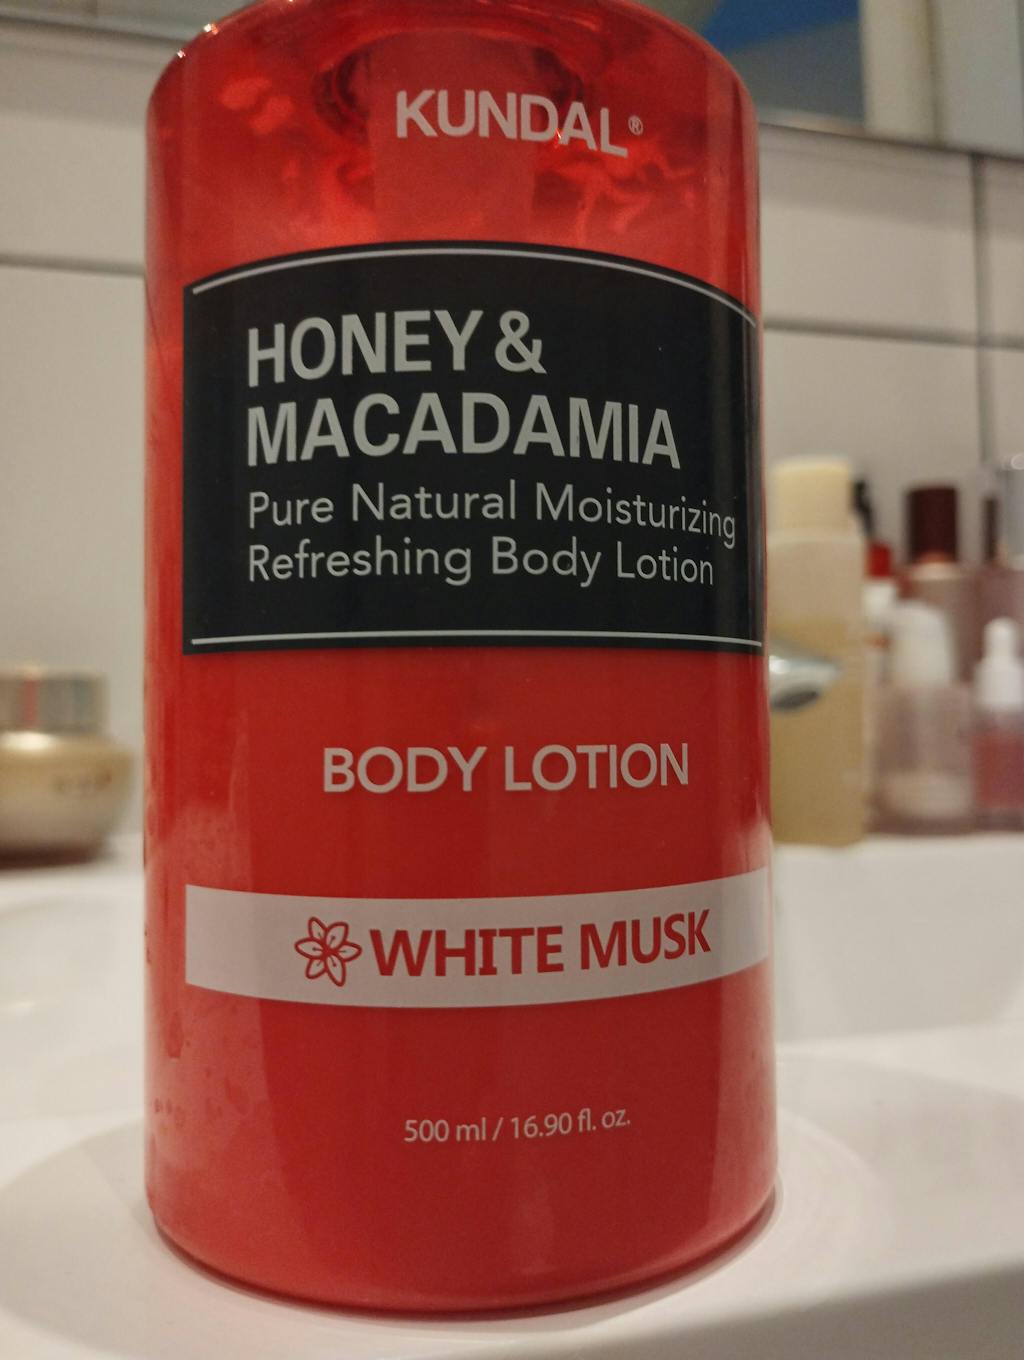 KUNDAL®
HONEY &
MACADAMIA
Pure Natural Moisturizing
Refreshing Body Lotion
BODY LOTION
WHITE MUSK
500 ml / 16.90 fl. oz.